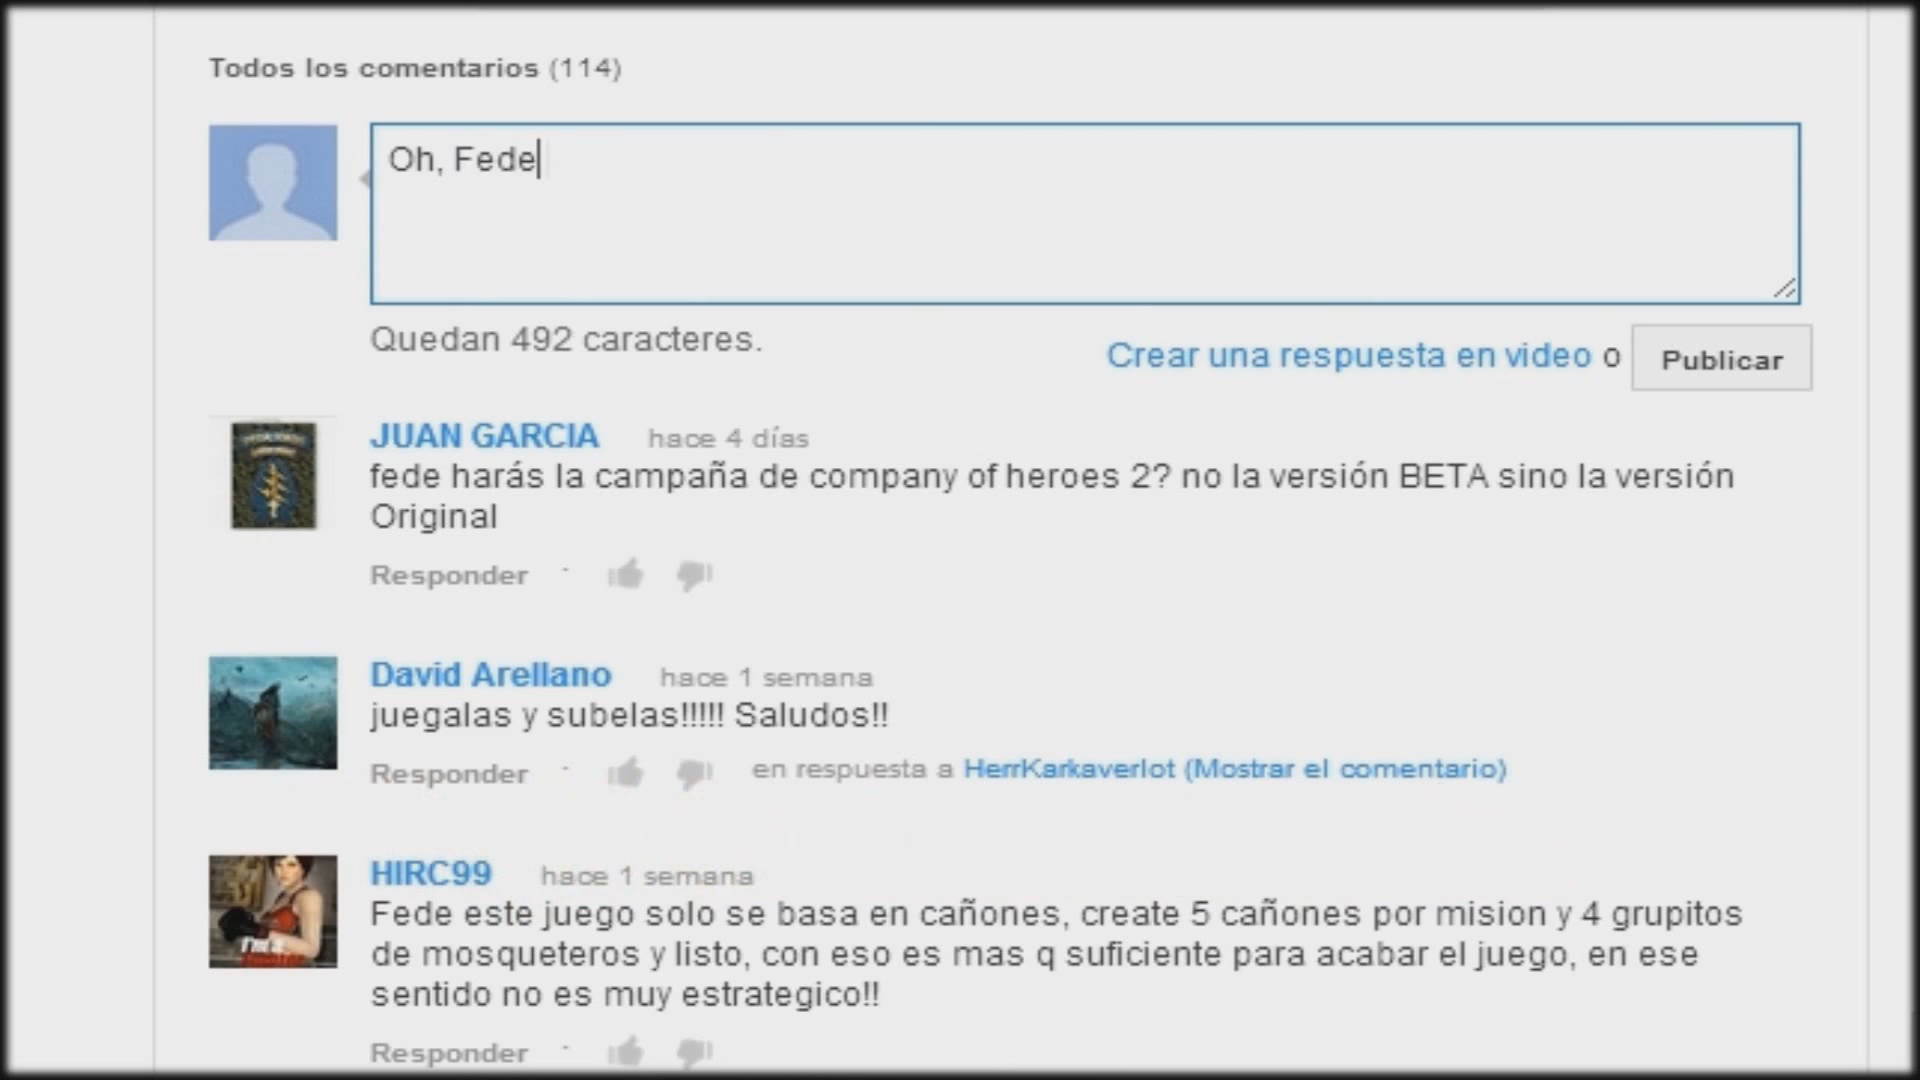 Todos los comentarios (114)
Oh, Fede
Quedan 492 caracteres.
Crear una respuesta en video o Publicar
JUAN GARCIA hace 4 días
fede harás la campaña de company of heroes 2? no la versión BETA sino la versión
Original
Responder ·
David Arellano hace 1 semana
juegalas y subelas!!!!! Saludos!!
Responder · en respuesta a HerrKarkaverlot (Mostrar el comentario)
HIRC99 hace 1 semana
I'm a
Fede este juego solo se basa en cañones, create 5 cañones por mision y 4 grupitos
de mosqueteros y listo, con eso es mas q suficiente para acabar el juego, en ese
sentido no es muy estrategico!!
Responder ·